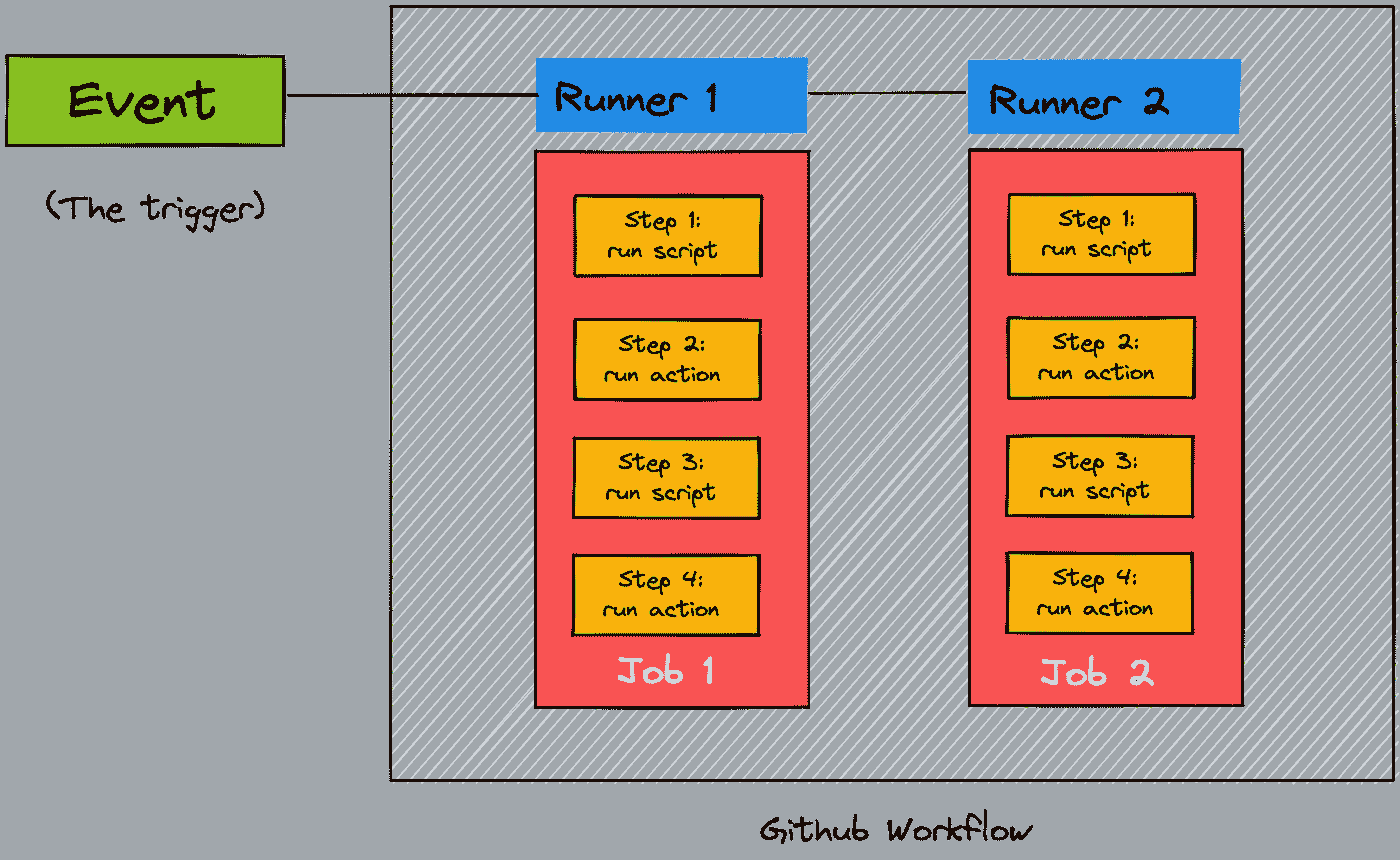 Event
(The trigger)
Runner 1
Step 1:
run script
Step 2:
run action
Step 3:
run script
Step 4:
run action
Job 1
Runner 2
Step 1:
run script
Step 2:
run action
Step 3:
run script
Step 4:
run action
Job 2
Github Workflow